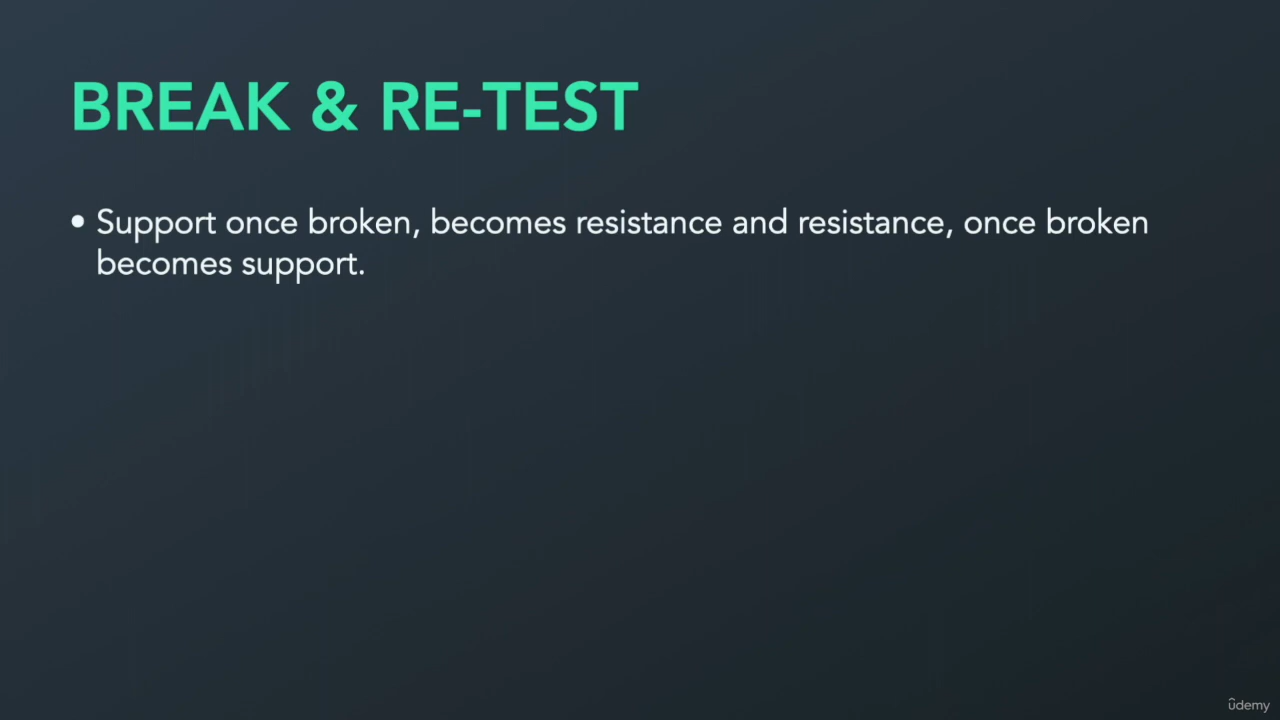 BREAK & RE-TEST
• Support once broken, becomes resistance and resistance, once broken
becomes support.
ûdemy